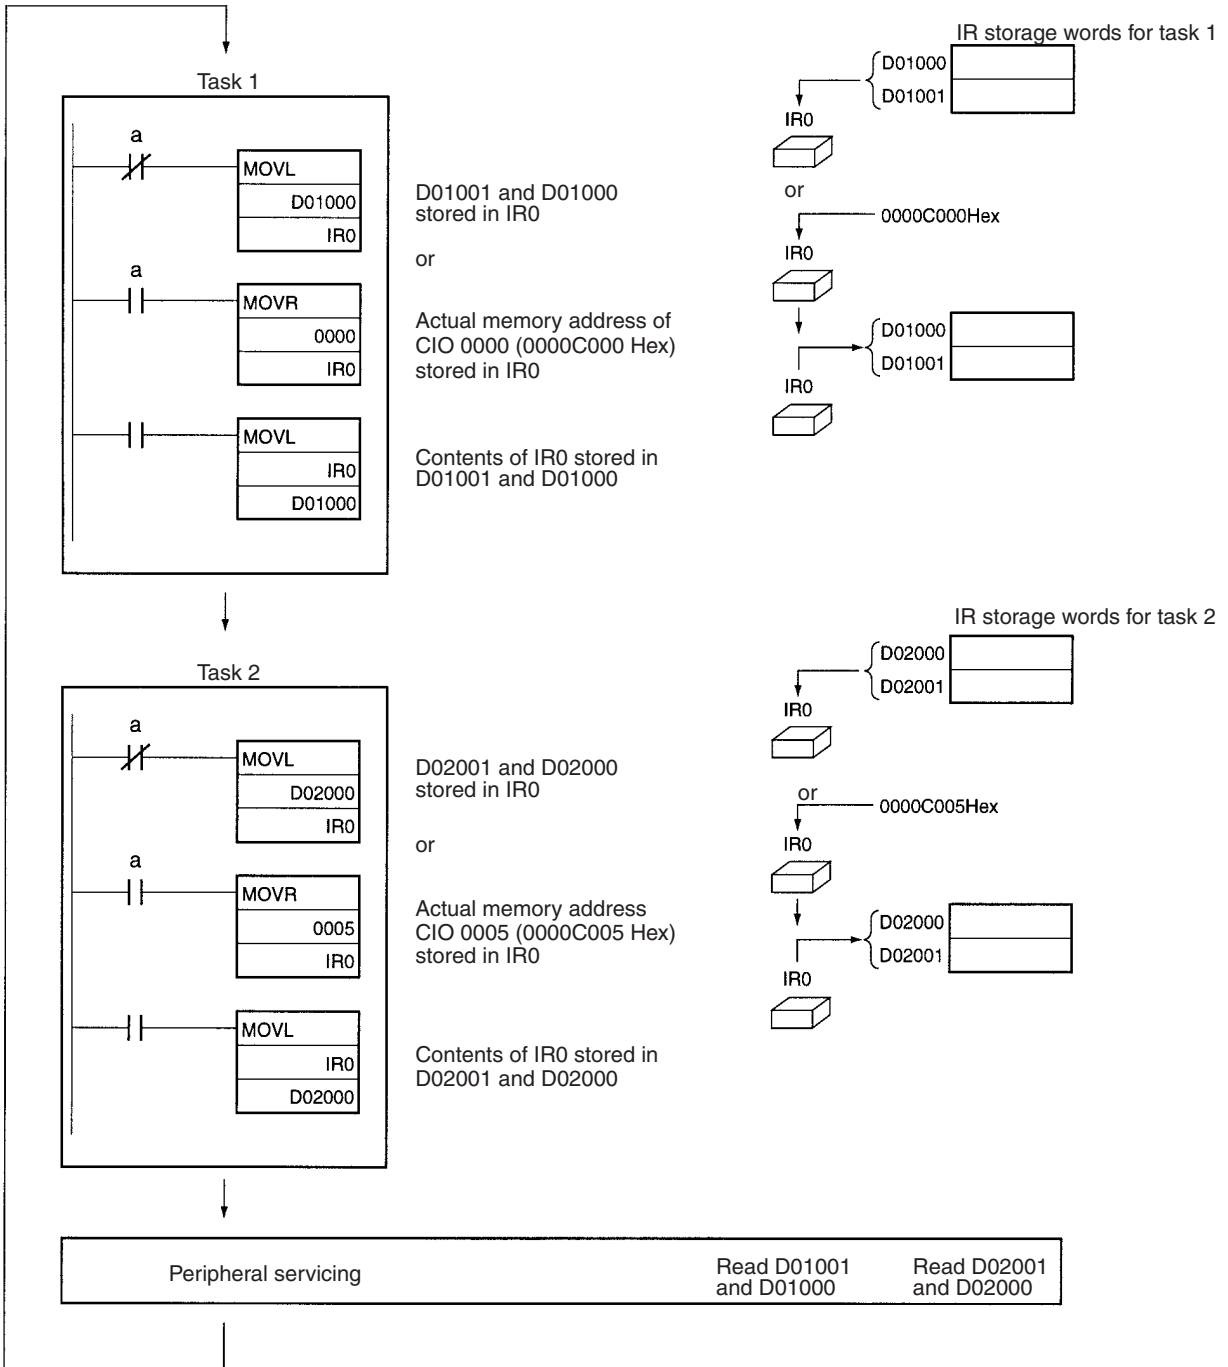 Task 1
a
MOVL
D01000
IR0
D01001 and D01000
stored in IR0
or
a
MOVR
0000
IR0
Actual memory address of
CIO 0000 (0000C000 Hex)
stored in IR0
MOVL
IR0
D01000
Contents of IR0 stored in
D01001 and D01000
IR storage words for task 1
D01000
D01001
IR0
or
0000C000Hex
IR0
D01000
D01001
IR0
Task 2
a
MOVL
D02000
IR0
D02001 and D02000
stored in IR0
or
a
MOVR
0005
IR0
Actual memory address
CIO 0005 (0000C005 Hex)
stored in IR0
MOVL
IR0
D02000
Contents of IR0 stored in
D02001 and D02000
IR storage words for task 2
D02000
D02001
IR0
or
0000C005Hex
IR0
D02000
D02001
IR0
Peripheral servicing
Read D01001
and D01000
Read D02001
and D02000